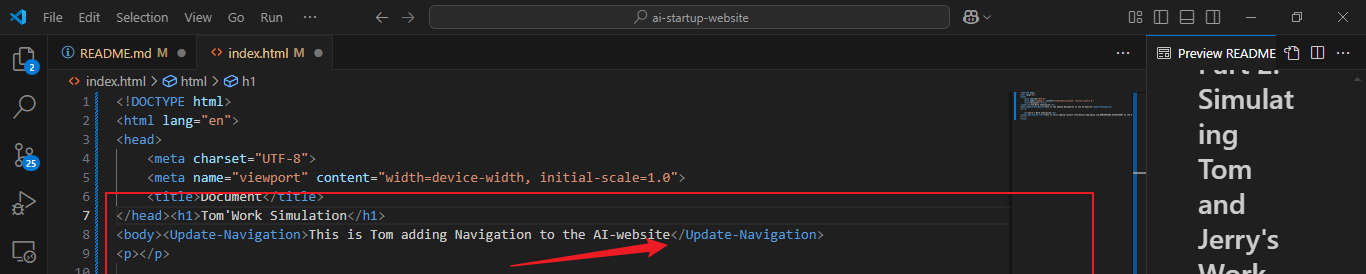 File Edit Selection View Go Run ··· ai-startup-website
README.md M index.html M ··· Preview README ···
index.html > html > h1
1 <!DOCTYPE html>
2 <html lang="en">
3 <head>
4 <meta charset="UTF-8">
5 <meta name="viewport" content="width=device-width, initial-scale=1.0">
6 <title>Document</title>
7 </head><h1>Tom'Work Simulation</h1>
8 <body><Update-Navigation>This is Tom adding Navigation to the AI-website</Update-Navigation>
9 <p></p>
10
2
25
Part 2:
Simulat
ing
Tom
and
Jerry's
Work